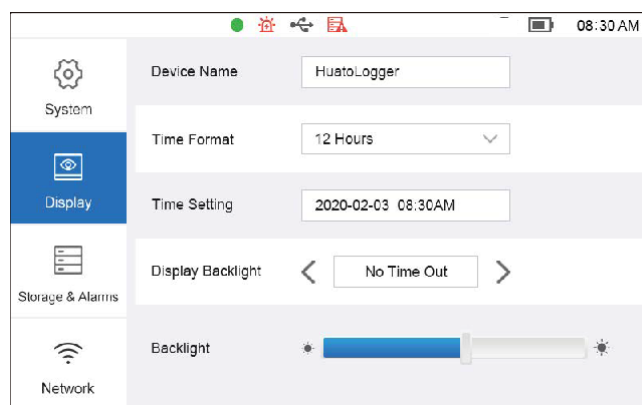 08:30 AM
System
Display
Storage & Alarms
Network
Device Name
HuatoLogger
Time Format
12 Hours
Time Setting
2020-02-03 08:30AM
Display Backlight
No Time Out
Backlight